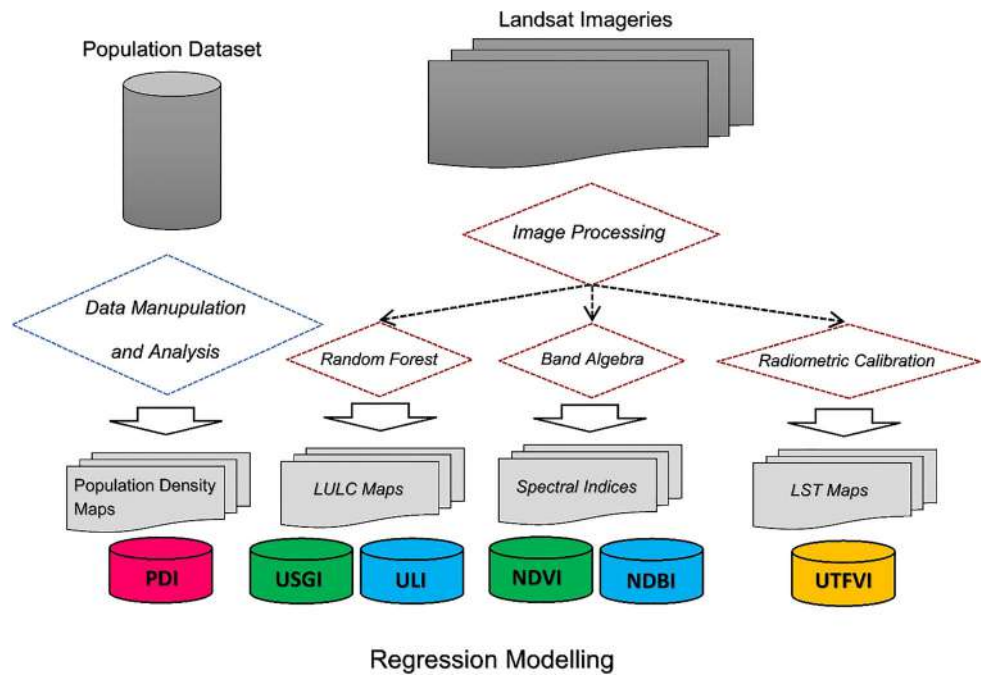 Landsat Imageries
Population Dataset
Image Processing
Data Manupulation
and Analysis
Random Forest
Band Algebra
Radiometric Calibration
Population Density
Maps
LULC Maps
Spectral Indices
LST Maps
PDI
USGI
ULI
NDVI
NDBI
UTFVI
Regression Modelling